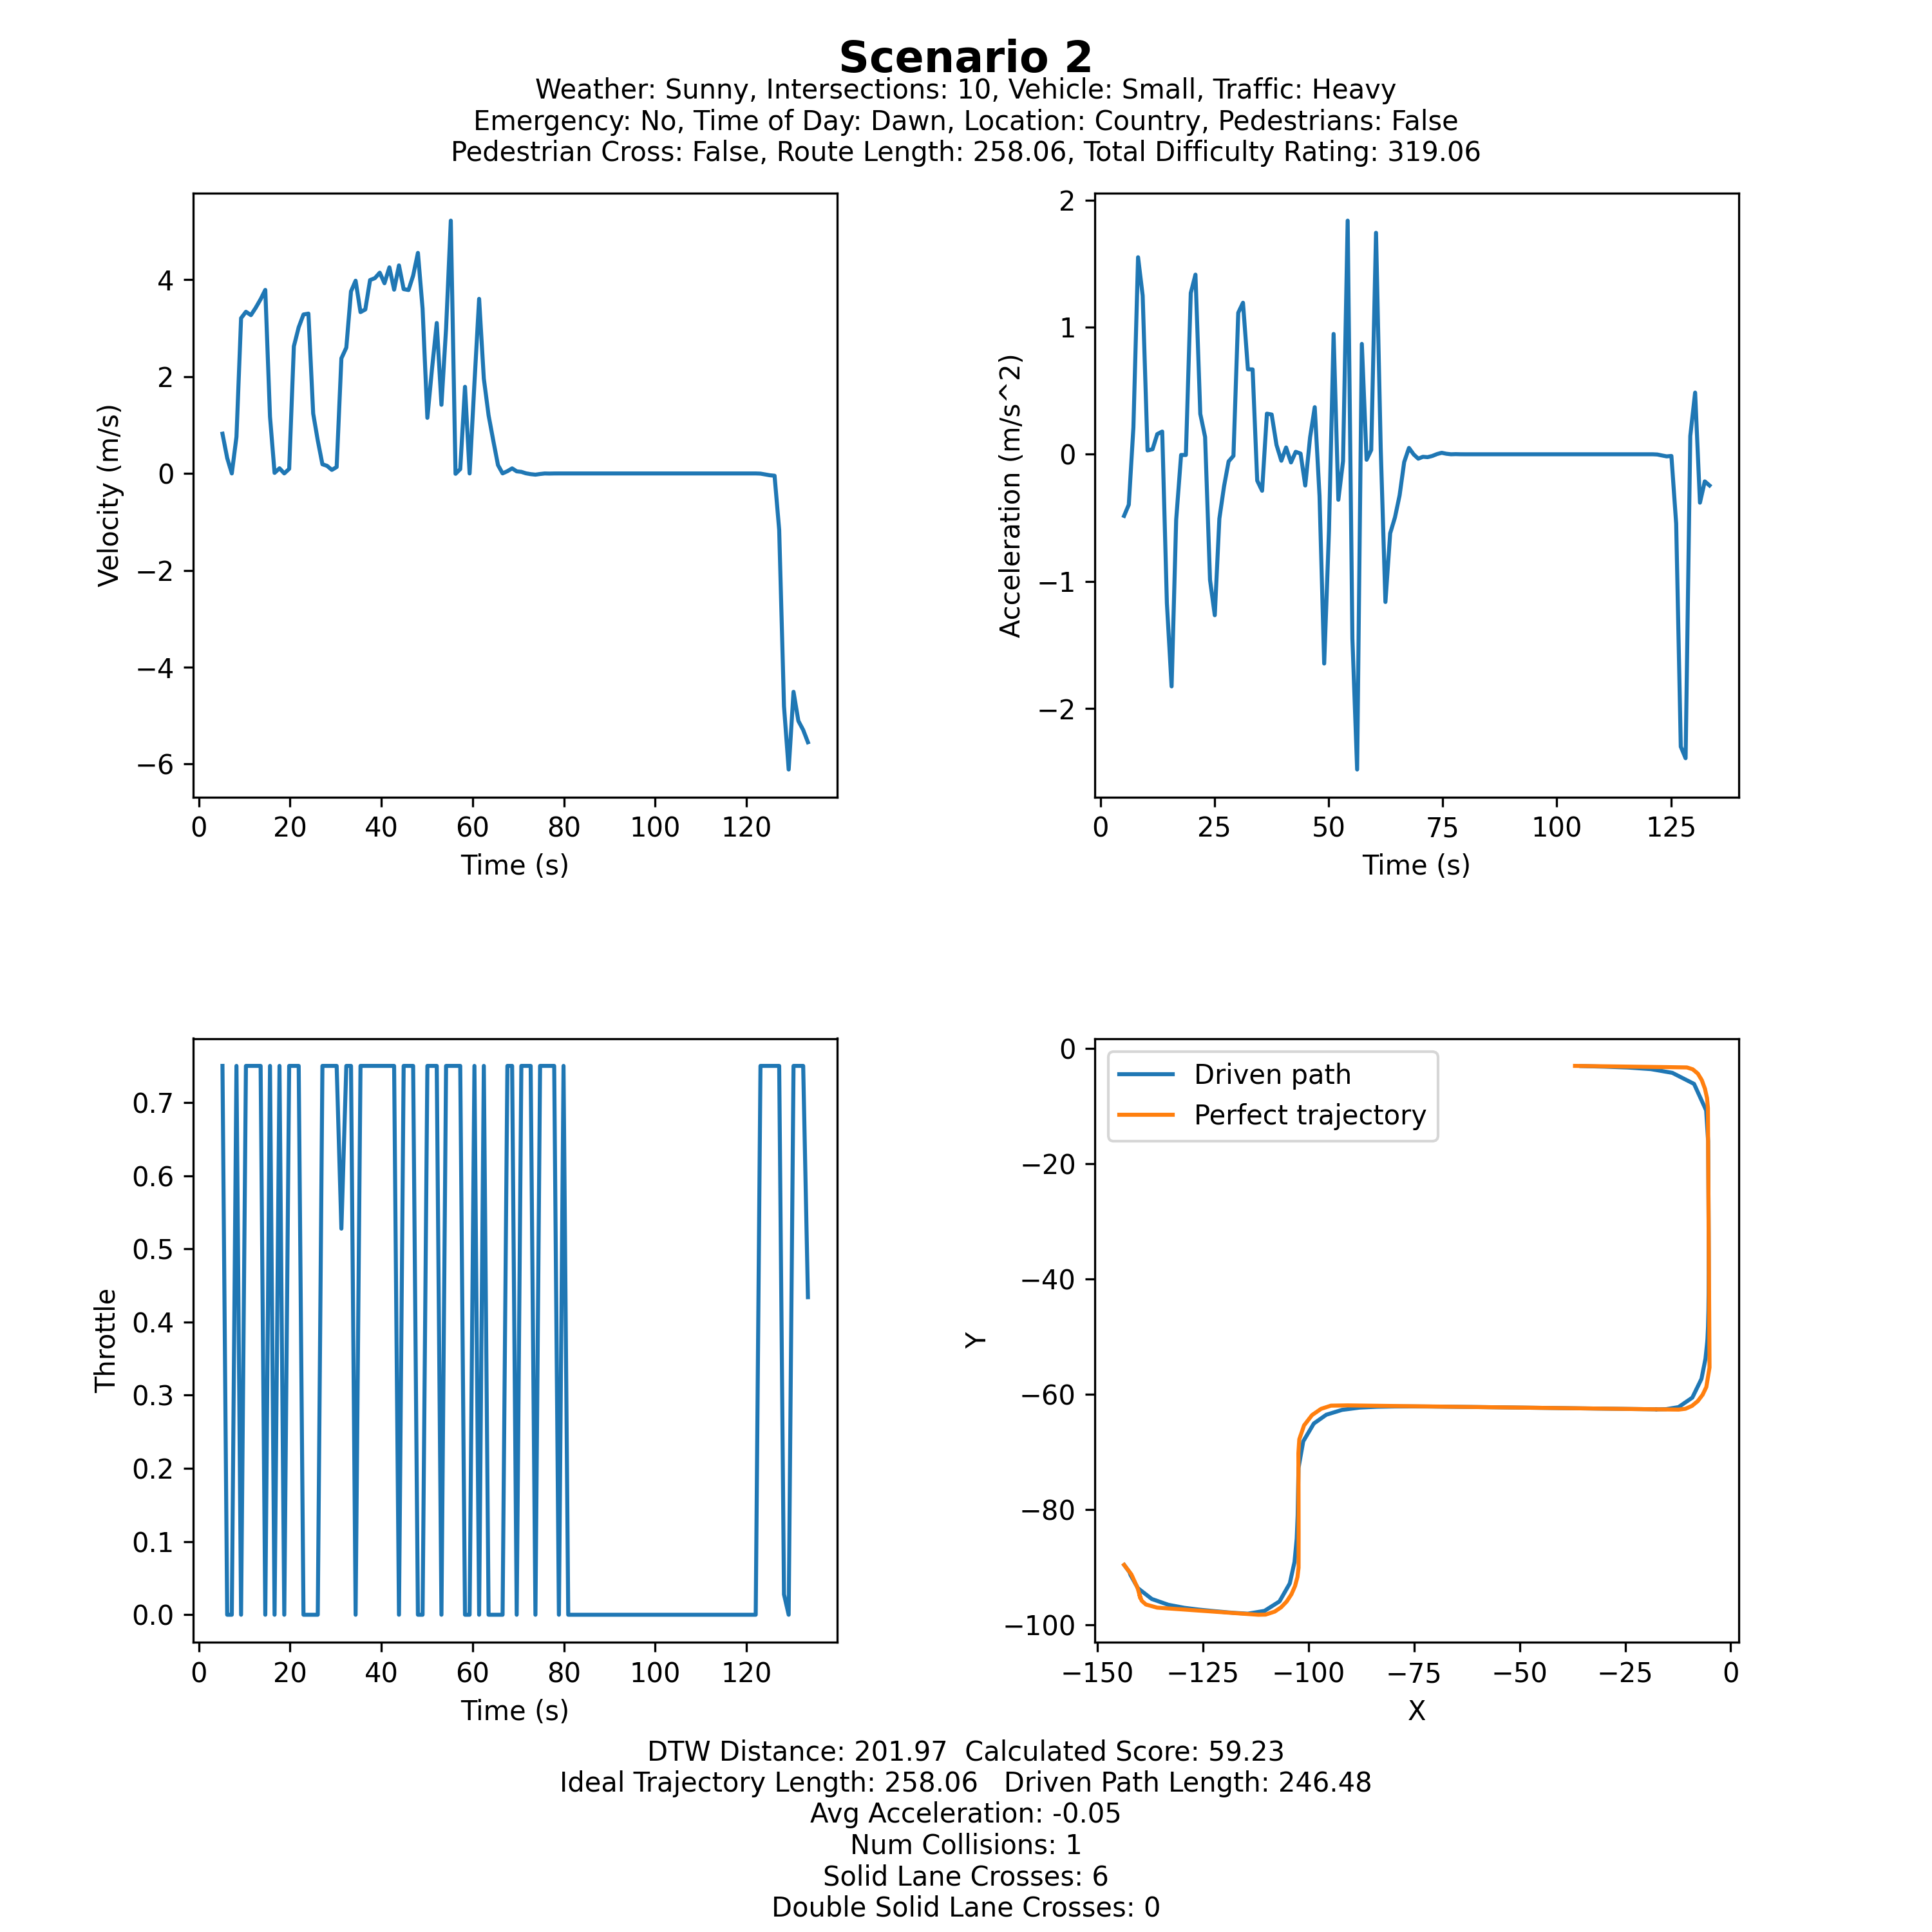 Scenario 2
Weather: Sunny, Intersections: 10, Vehicle: Small, Traffic: Heavy
Emergency: No, Time of Day: Dawn, Location: Country, Pedestrians: False
Pedestrian Cross: False, Route Length: 258.06, Total Difficulty Rating: 319.06
Velocity (m/s)
4
2
0
−2
−4
−6
0 20 40 60 80 100 120
Time (s)
Acceleration (m/s^2)
2
1
0
−1
−2
0 25 50 75 100 125
Time (s)
Throttle
0.7
0.6
0.5
0.4
0.3
0.2
0.1
0.0
0 20 40 60 80 100 120
Time (s)
Y
0
−20
−40
−60
−80
−100
Driven path
Perfect trajectory
−150 −125 −100 −75 −50 −25 0
X
DTW Distance: 201.97 Calculated Score: 59.23
Ideal Trajectory Length: 258.06 Driven Path Length: 246.48
Avg Acceleration: -0.05
Num Collisions: 1
Solid Lane Crosses: 6
Double Solid Lane Crosses: 0